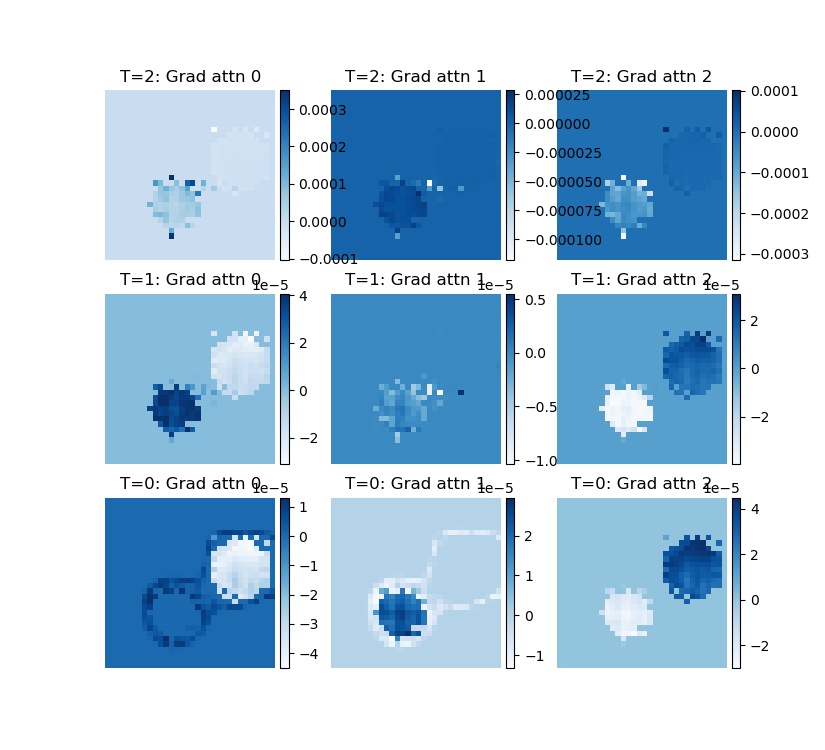 T=2: Grad attn 0
0.0003
0.0002
0.0001
0.0000
−0.0001
T=2: Grad attn 1
0.000025
0.000000
−0.000025
−0.000050
−0.000075
−0.000100
T=2: Grad attn 2
0.0001
0.0000
−0.0001
−0.0002
−0.0003
T=1: Grad attn 0
1e−5
4
2
0
−2
T=1: Grad attn 1
1e−5
0.5
0.0
−0.5
−1.0
T=1: Grad attn 2
1e−5
2
0
−2
T=0: Grad attn 0
1e−5
1
0
−1
−2
−3
−4
T=0: Grad attn 1
1e−5
2
1
0
−1
T=0: Grad attn 2
1e−5
4
2
0
−2